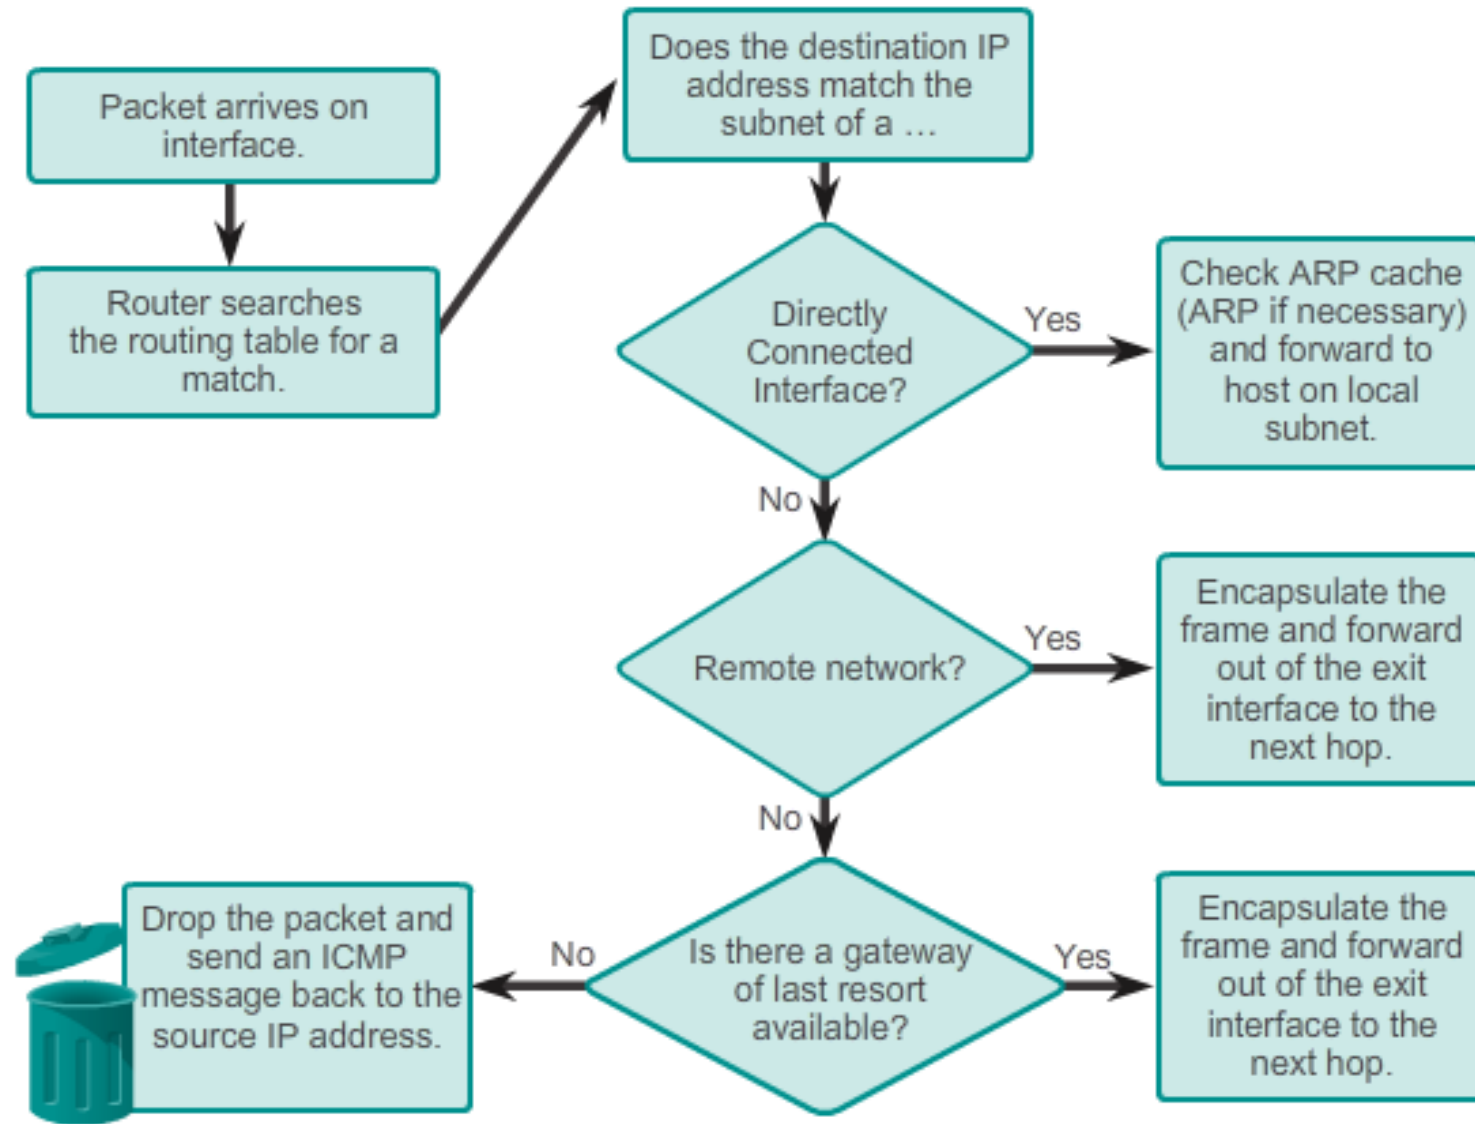 Packet arrives on
interface.
Router searches
the routing table for a
match.
Does the destination IP
address match the
subnet of a …
Directly
Connected
Interface?
Yes
Check ARP cache
(ARP if necessary)
and forward to
host on local
subnet.
No
Remote network?
Yes
Encapsulate the
frame and forward
out of the exit
interface to the
next hop.
No
Is there a gateway
of last resort
available?
Yes
Encapsulate the
frame and forward
out of the exit
interface to the
next hop.
No
Drop the packet and
send an ICMP
message back to the
source IP address.